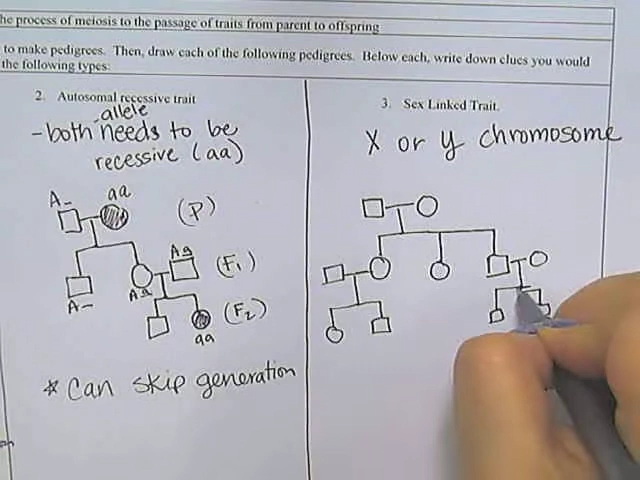 he process of meiosis to the passage of traits from parent to offspring
to make pedigrees. Then, draw each of the following pedigrees. Below each, write down clues you would
the following types:
2. Autosomal recessive trait
allele
- both needs to be
recessive (aa)
A-
aa
(P)
Aa
(F1)
A-
Aa
(F2)
aa
* Can skip generation
3. Sex Linked Trait.
X or y chromosome